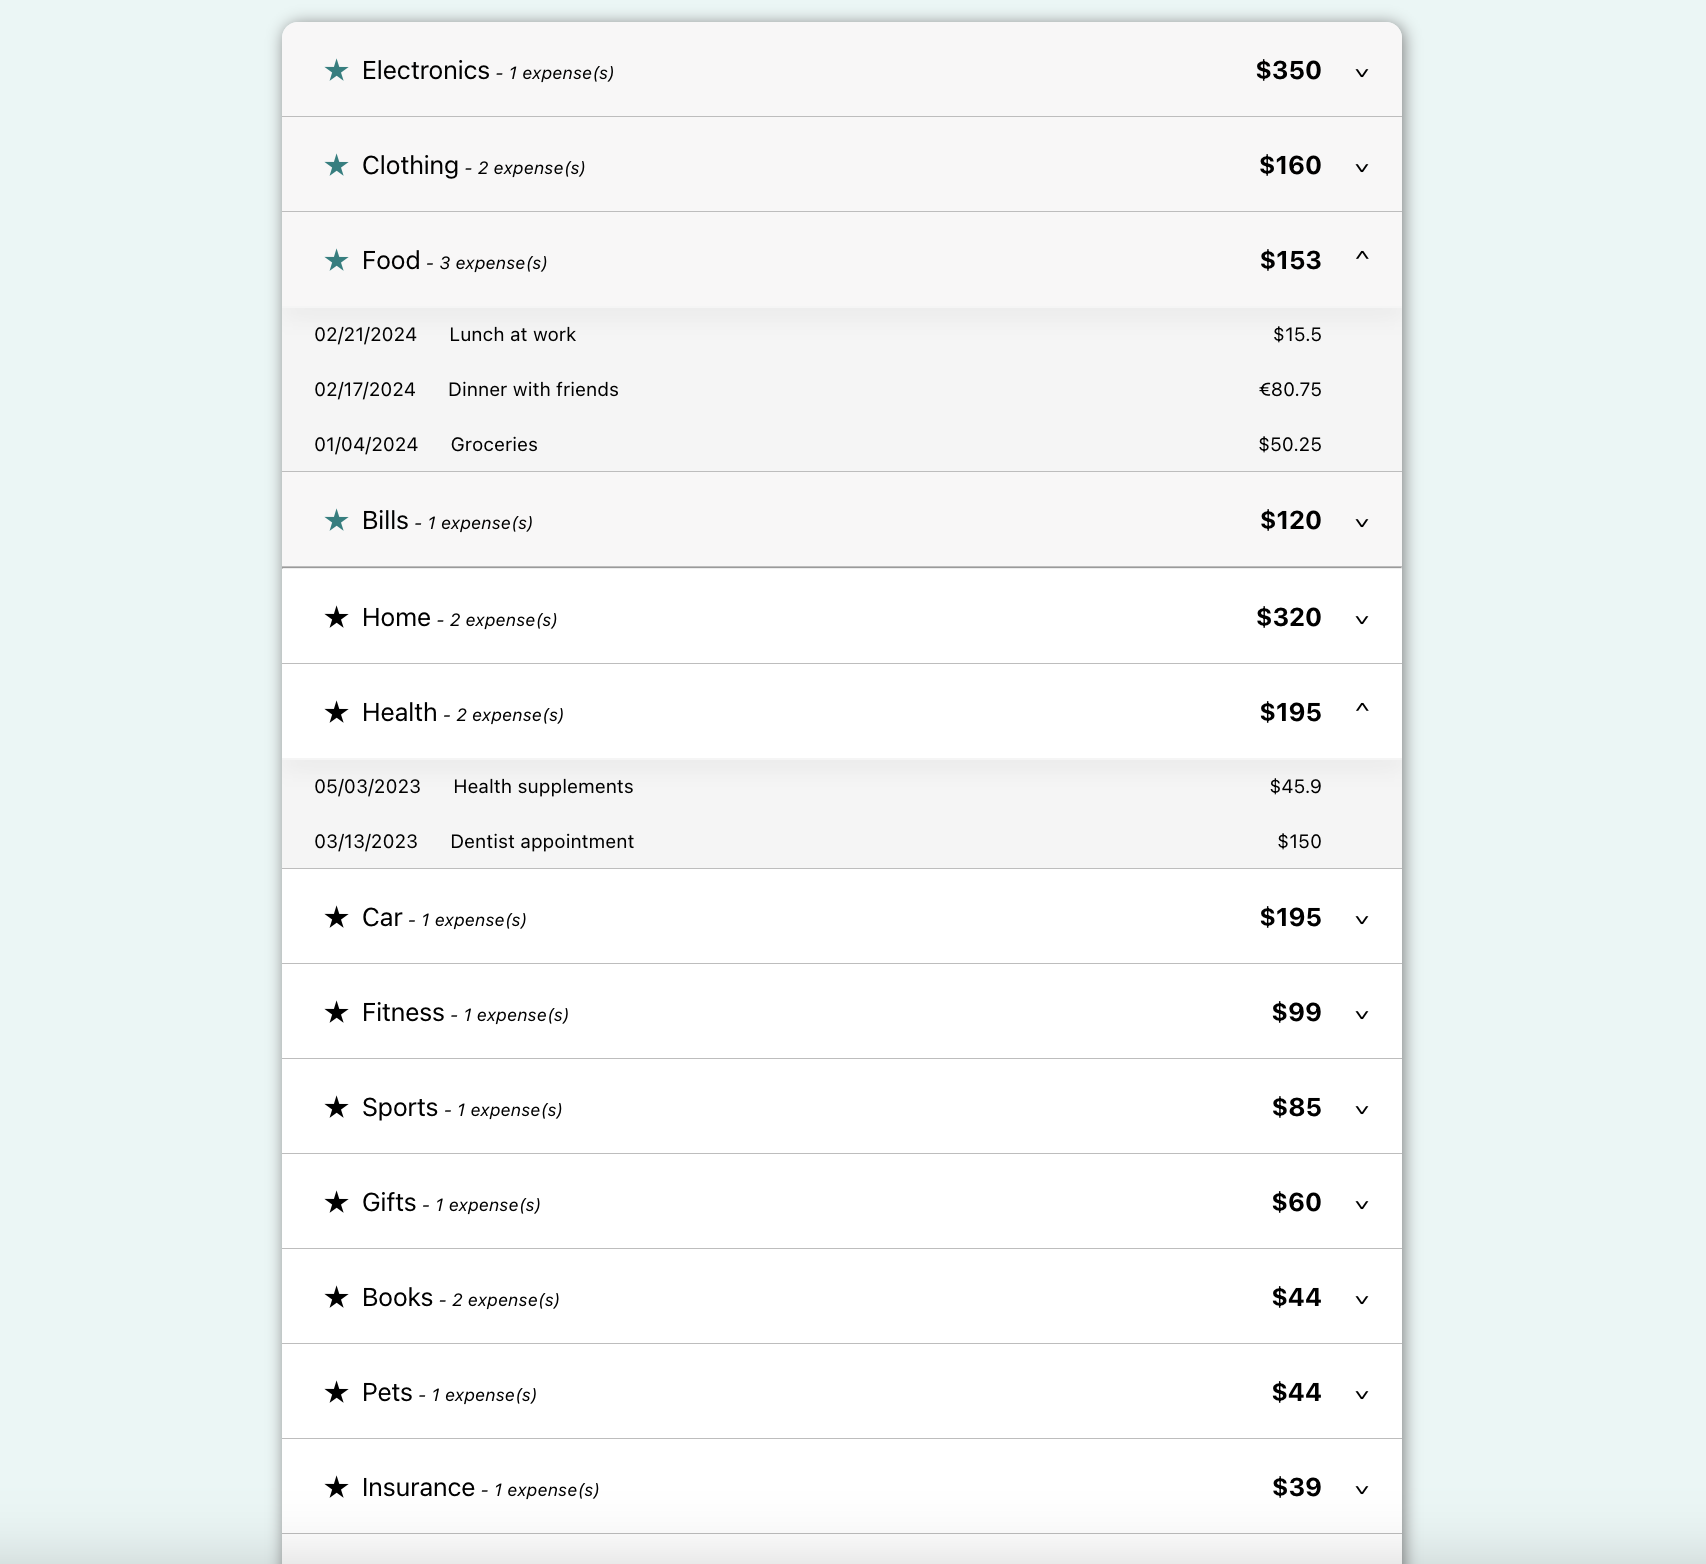 ★ Electronics - 1 expense(s) $350 ˅
★ Clothing - 2 expense(s) $160 ˅
★ Food - 3 expense(s) $153 ^
02/21/2024 Lunch at work $15.5
02/17/2024 Dinner with friends €80.75
01/04/2024 Groceries $50.25
★ Bills - 1 expense(s) $120 ˅
★ Home - 2 expense(s) $320 ˅
★ Health - 2 expense(s) $195 ^
05/03/2023 Health supplements $45.9
03/13/2023 Dentist appointment $150
★ Car - 1 expense(s) $195 ˅
★ Fitness - 1 expense(s) $99 ˅
★ Sports - 1 expense(s) $85 ˅
★ Gifts - 1 expense(s) $60 ˅
★ Books - 2 expense(s) $44 ˅
★ Pets - 1 expense(s) $44 ˅
★ Insurance - 1 expense(s) $39 ˅